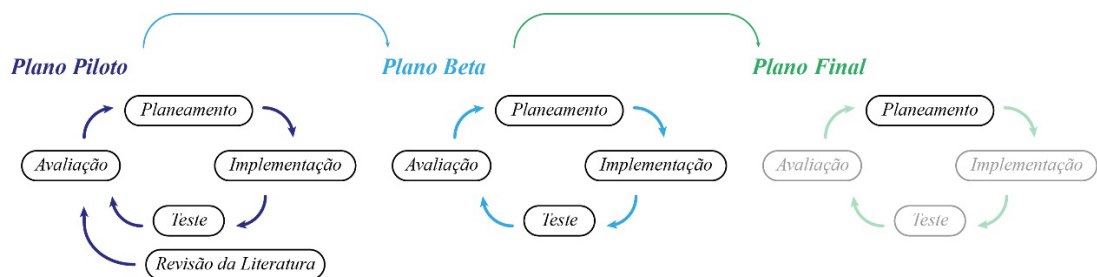 Plano Piloto
Planeamento
Avaliação
Implementação
Teste
Revisão da Literatura
Plano Beta
Planeamento
Avaliação
Implementação
Teste
Plano Final
Planeamento
Avaliação
Implementação
Teste